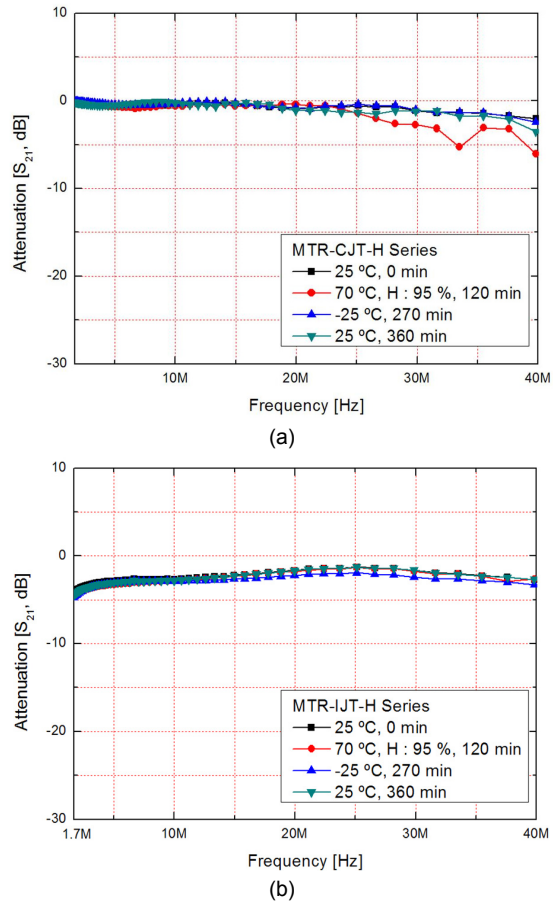 10
0
-10
-20
-30
Attenuation [S21, dB]
MTR-CJT-H Series
25 ºC, 0 min
70 ºC, H : 95 %, 120 min
-25 ºC, 270 min
25 ºC, 360 min
10M 20M 30M 40M
Frequency [Hz]
(a)
10
0
-10
-20
-30
Attenuation [S21, dB]
MTR-IJT-H Series
25 ºC, 0 min
70 ºC, H : 95 %, 120 min
-25 ºC, 270 min
25 ºC, 360 min
1.7M 10M 20M 30M 40M
Frequency [Hz]
(b)